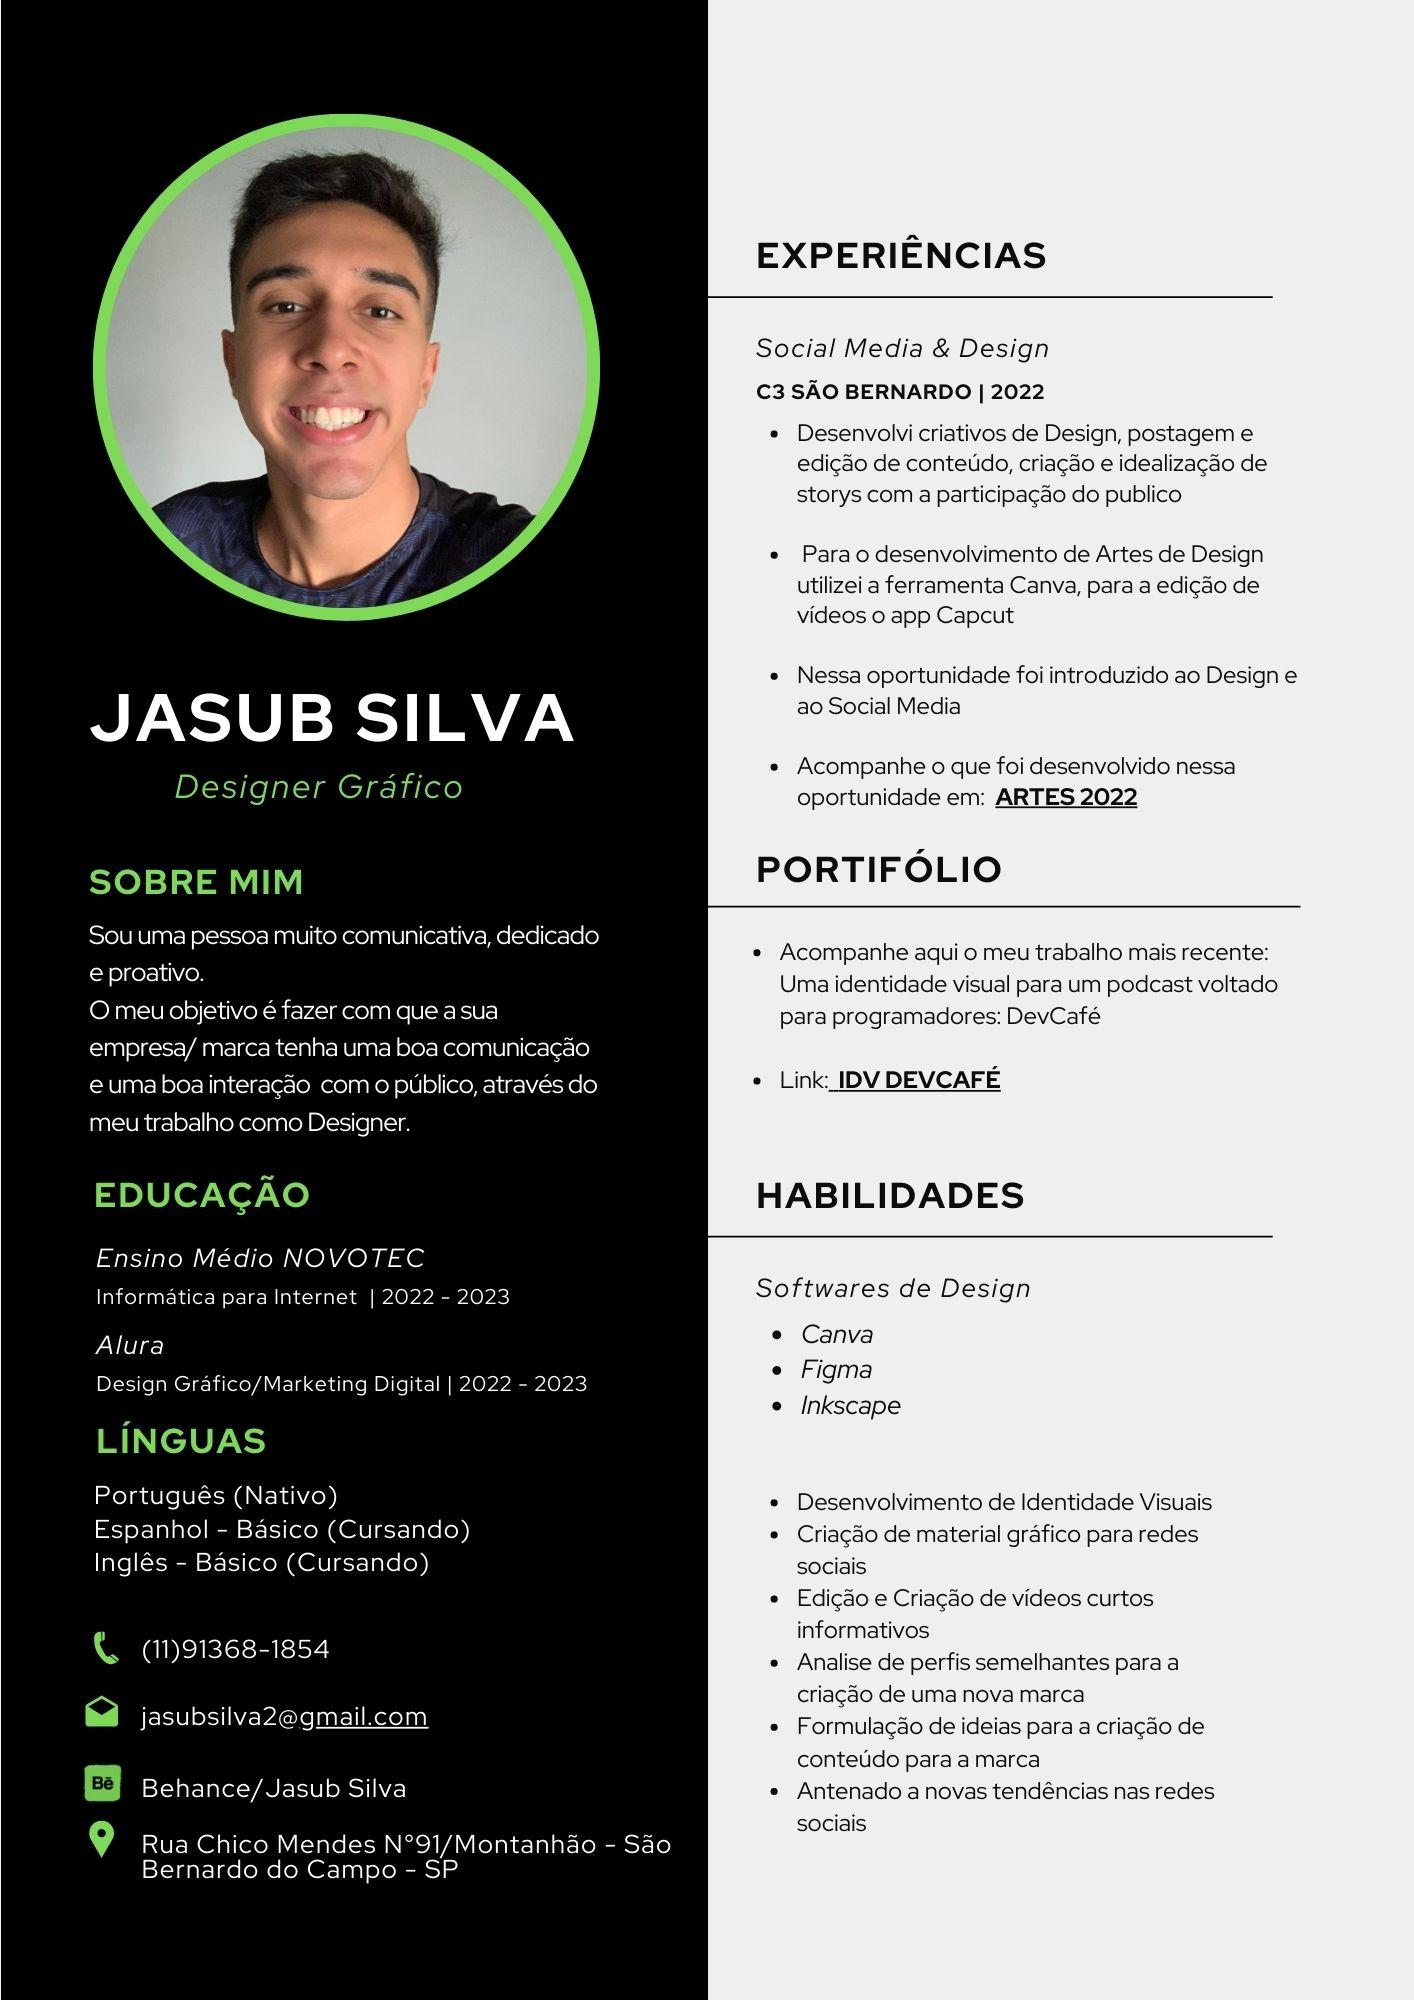 JASUB SILVA
Designer Gráfico
SOBRE MIM
Sou uma pessoa muito comunicativa, dedicado
e proativo.
O meu objetivo é fazer com que a sua
empresa/ marca tenha uma boa comunicação
e uma boa interação  com o público, através do
meu trabalho como Designer.
EDUCAÇÃO
Ensino Médio NOVOTEC
Informática para Internet  | 2022 - 2023
Alura
Design Gráfico/Marketing Digital | 2022 - 2023
LÍNGUAS
Português (Nativo)
Espanhol - Básico (Cursando)
Inglês - Básico (Cursando)
(11)91368-1854
jasubsilva2@gmail.com
Bē
Behance/Jasub Silva
Rua Chico Mendes N°91/Montanhão - São
Bernardo do Campo - SP
EXPERIÊNCIAS
Social Media & Design
C3 SÃO BERNARDO | 2022
• Desenvolvi criativos de Design, postagem e
edição de conteúdo, criação e idealização de
storys com a participação do publico
• Para o desenvolvimento de Artes de Design
utilizei a ferramenta Canva, para a edição de
vídeos o app Capcut
• Nessa oportunidade foi introduzido ao Design e
ao Social Media
• Acompanhe o que foi desenvolvido nessa
oportunidade em:  ARTES 2022
PORTIFÓLIO
• Acompanhe aqui o meu trabalho mais recente:
Uma identidade visual para um podcast voltado
para programadores: DevCafé
• Link:  IDV DEVCAFÉ
HABILIDADES
Softwares de Design
• Canva
• Figma
• Inkscape
• Desenvolvimento de Identidade Visuais
• Criação de material gráfico para redes
sociais
• Edição e Criação de vídeos curtos
informativos
• Analise de perfis semelhantes para a
criação de uma nova marca
• Formulação de ideias para a criação de
conteúdo para a marca
• Antenado a novas tendências nas redes
sociais